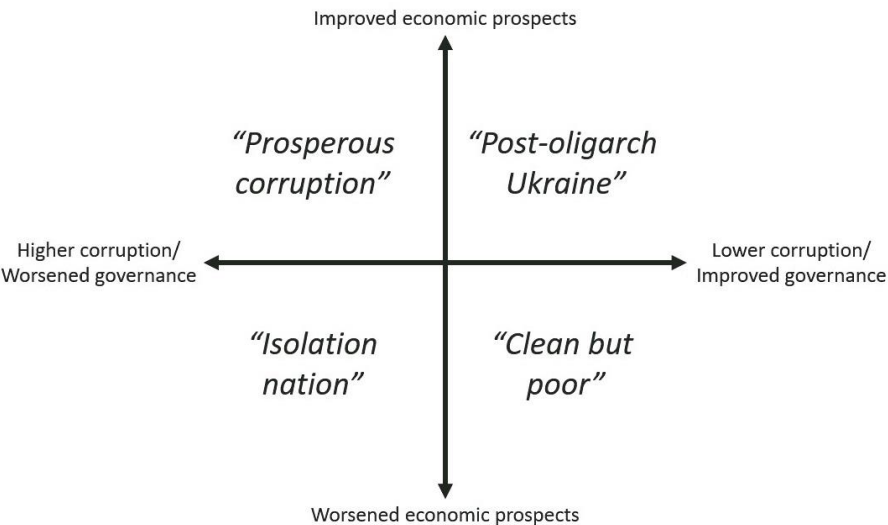 Improved economic prospects
“Prosperous
corruption”
“Post-oligarch
Ukraine”
Higher corruption/
Worsened governance
Lower corruption/
Improved governance
“Isolation
nation”
“Clean but
poor”
Worsened economic prospects